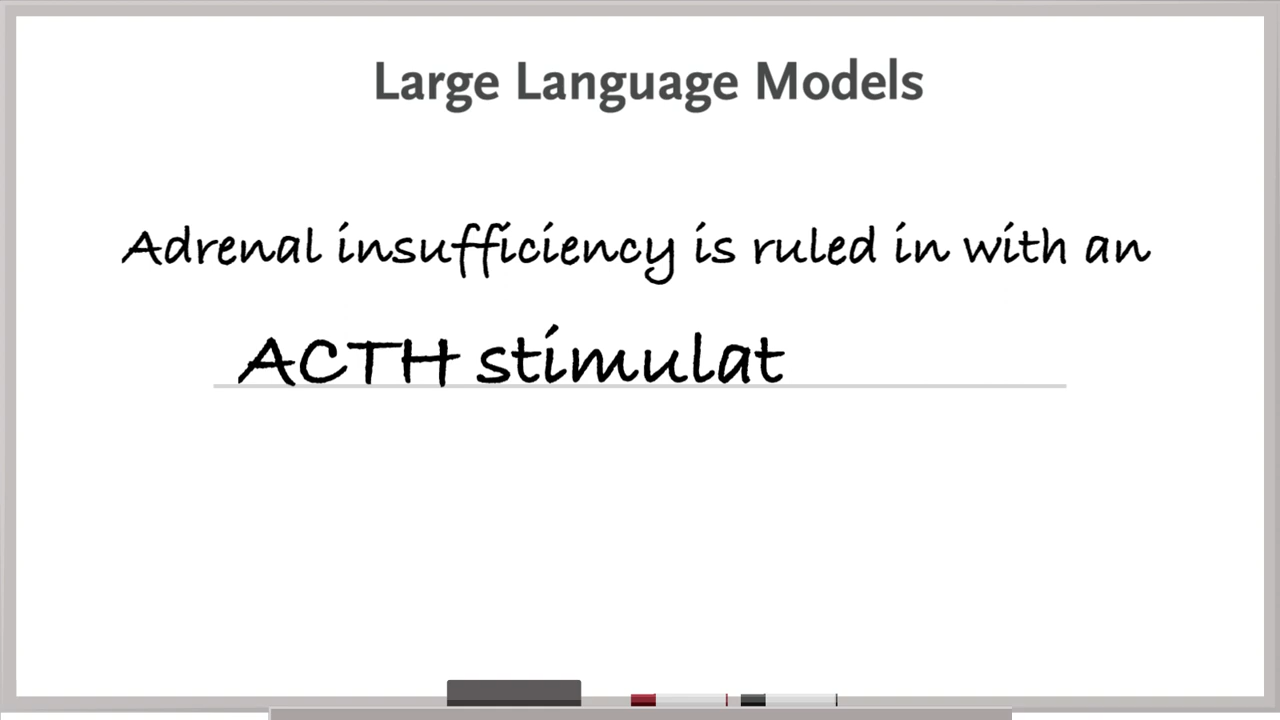 Large Language Models
Adrenal insufficiency is ruled in with an
ACTH stimulat